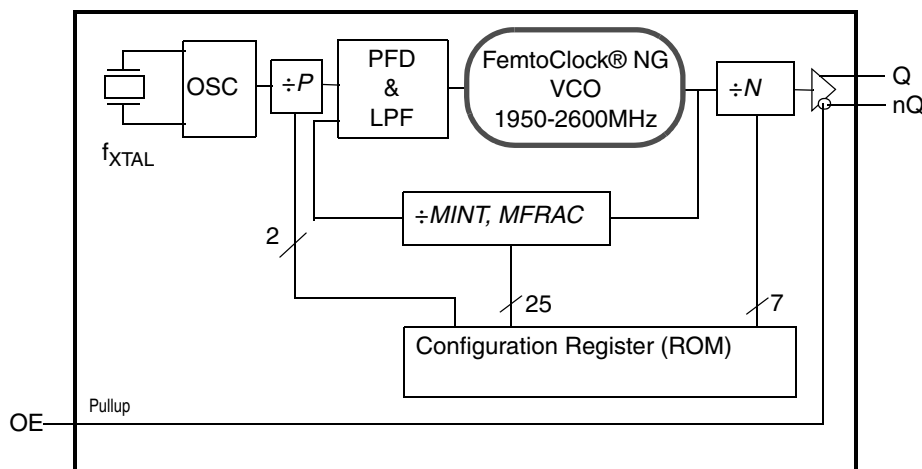 OSC
÷P
PFD
&
LPF
FemtoClock® NG
VCO
1950-2600MHz
÷N
Q
nQ
fXTAL
÷MINT, MFRAC
2
25
7
Configuration Register (ROM)
Pullup
OE